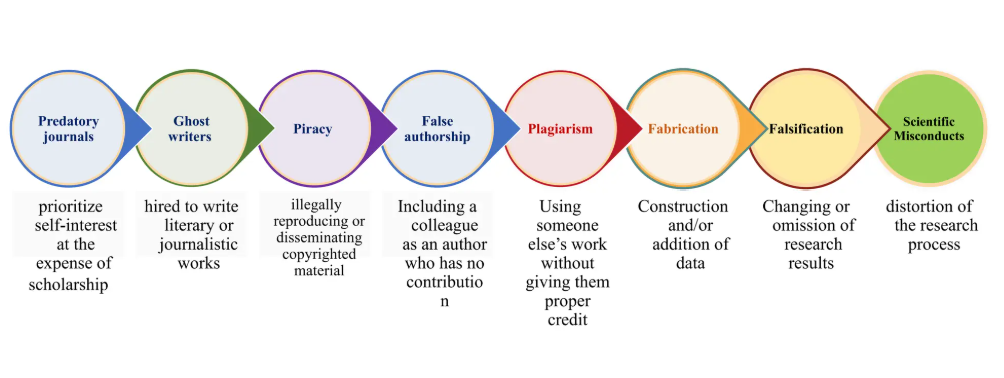 Predatory
journals
prioritize
self-interest
at the
expense of
scholarship
Ghost
writers
hired to write
literary or
journalistic
works
Piracy
illegally
reproducing or
disseminating
copyrighted
material
False
authorship
Including a
colleague
as an author
who has no
contributio
n
Plagiarism
Using
someone
else's work
without
giving them
proper
credit
Fabrication
Construction
and/or
addition of
data
Falsification
Changing or
omission of
research
results
Scientific
Misconducts
distortion of
the research
process